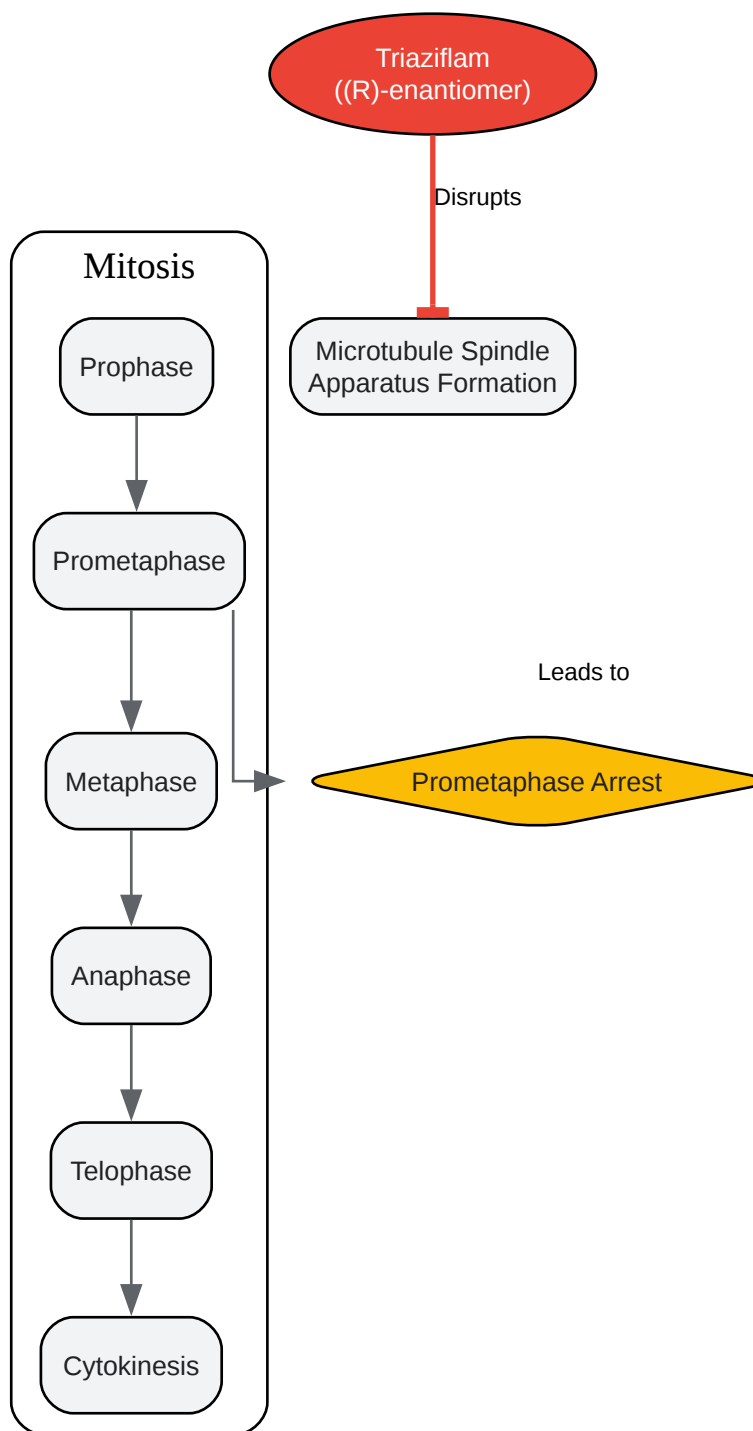 Triaziflam
((R)-enantiomer)
Disrupts
Mitosis
Prophase
Microtubule Spindle
Apparatus Formation
Prometaphase
Leads to
Metaphase
Prometaphase Arrest
Anaphase
Telophase
Cytokinesis